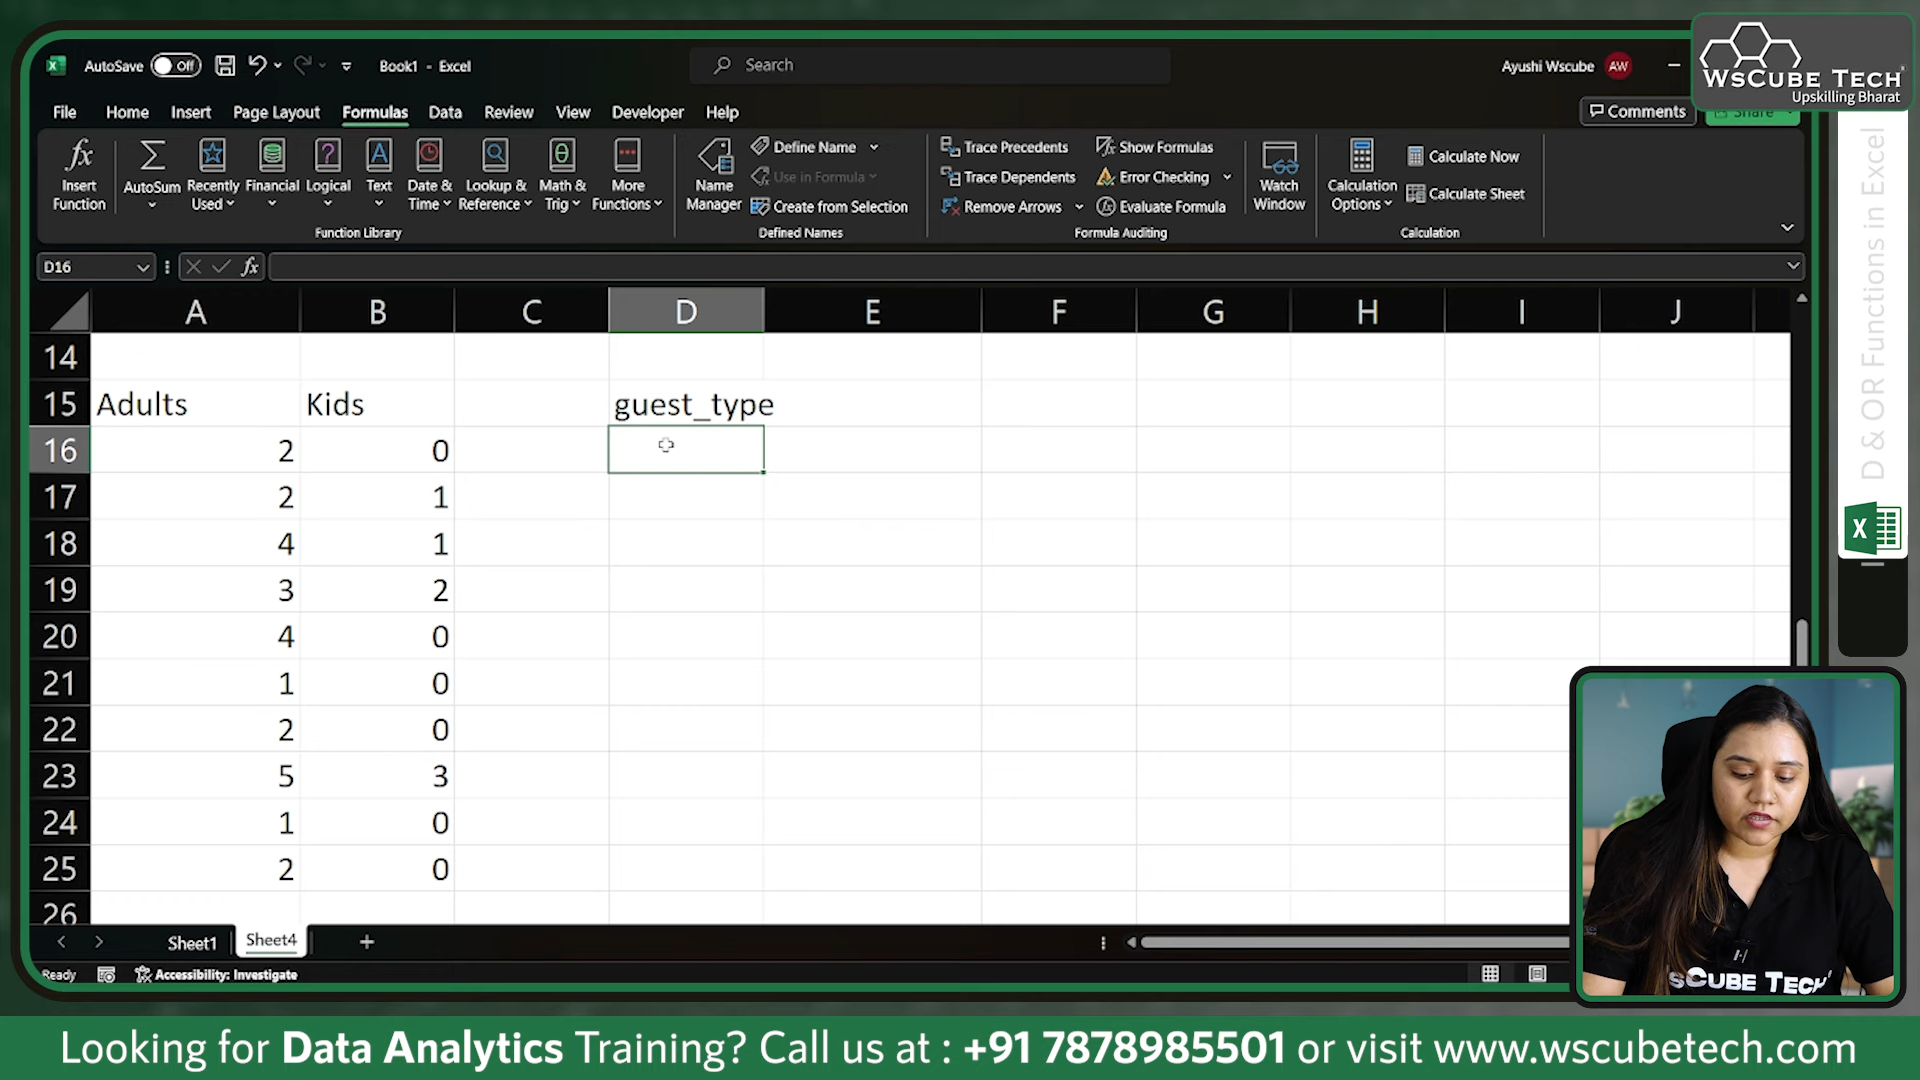 AutoSave Off Book1 - Excel Search Ayushi Wscube AW
WsCube Tech
Upskilling Bharat
File Home Insert Page Layout Formulas Data Review View Developer Help Comments Share
Insert Function
AutoSum
Recently Used
Financial
Logical
Text
Date & Time
Lookup & Reference
Math & Trig
More Functions
Function Library
Name Manager
Define Name
Use in Formula
Create from Selection
Defined Names
Trace Precedents
Trace Dependents
Remove Arrows
Show Formulas
Error Checking
Evaluate Formula
Formula Auditing
Watch Window
Calculation Options
Calculate Now
Calculate Sheet
Calculation
D & OR Functions in Excel
D16 fx
A B C D E F G H I J
14
15 Adults Kids guest_type
16 2 0
17 2 1
18 4 1
19 3 2
20 4 0
21 1 0
22 2 0
23 5 3
24 1 0
25 2 0
26
Sheet1 Sheet4
Ready Accessibility: Investigate
sCube Tech
Looking for Data Analytics Training? Call us at : +91 7878985501 or visit www.wscubetech.com